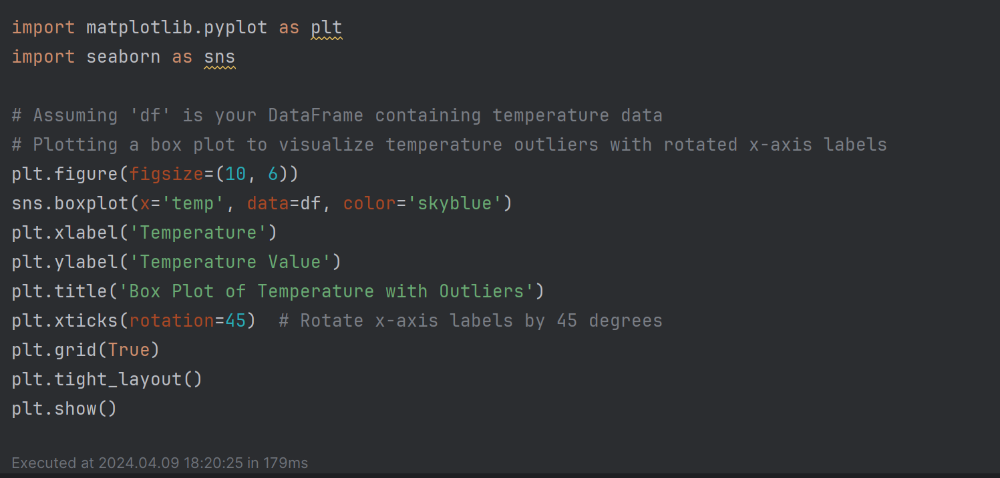 import matplotlib.pyplot as plt
import seaborn as sns
# Assuming 'df' is your DataFrame containing temperature data
# Plotting a box plot to visualize temperature outliers with rotated x-axis labels
plt.figure(figsize=(10, 6))
sns.boxplot(x='temp', data=df, color='skyblue')
plt.xlabel('Temperature')
plt.ylabel('Temperature Value')
plt.title('Box Plot of Temperature with Outliers')
plt.xticks(rotation=45)  # Rotate x-axis labels by 45 degrees
plt.grid(True)
plt.tight_layout()
plt.show()
Executed at 2024.04.09 18:20:25 in 179ms